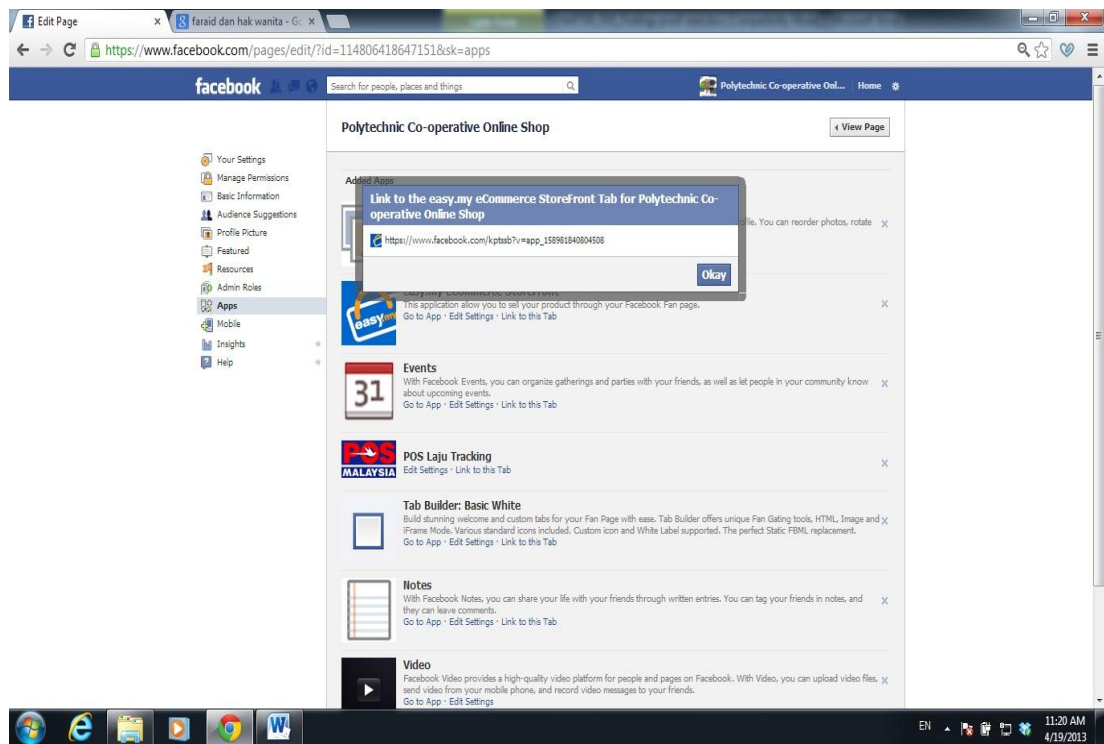 Edit Page
faraid dan hak wanita - Gc
https://www.facebook.com/pages/edit/?id=114806418647151&sk=apps
facebook
Search for people, places and things
Polytechnic Co-operative Onl...
Home
Polytechnic Co-operative Online Shop
View Page
Your Settings
Manage Permissions
Basic Information
Audience Suggestions
Profile Picture
Featured
Resources
Admin Roles
Apps
Mobile
Insights
Help
Added Apps
Link to the easy.my eCommerce StoreFront Tab for Polytechnic Co-
operative Online Shop
https://www.facebook.com/kptssb?v=app_158981840804508
Okay
You can reorder photos, rotate
easy.my eCommerce StoreFront
This application allow you to sell your product through your Facebook Fan page.
Go to App · Edit Settings · Link to this Tab
easy.my
31
Events
With Facebook Events, you can organize gatherings and parties with your friends, as well as let people in your community know
about upcoming events.
Go to App · Edit Settings · Link to this Tab
POS
MALAYSIA
POS Laju Tracking
Edit Settings · Link to this Tab
Tab Builder: Basic White
Build stunning welcome and custom tabs for your Fan Page with ease. Tab Builder offers unique Fan Gating tools, HTML, Image and
iFrame Mode. Various standard icons included. Custom icon and White Label supported. The perfect Static FBML replacement.
Go to App · Edit Settings · Link to this Tab
Notes
With Facebook Notes, you can share your life with your friends through written entries. You can tag your friends in notes, and
they can leave comments.
Go to App · Edit Settings · Link to this Tab
Video
Facebook Video provides a high-quality video platform for people and pages on Facebook. With Video, you can upload video files,
send video from your mobile phone, and record video messages to your friends.
Go to App · Edit Settings
EN
11:20 AM
4/19/2013